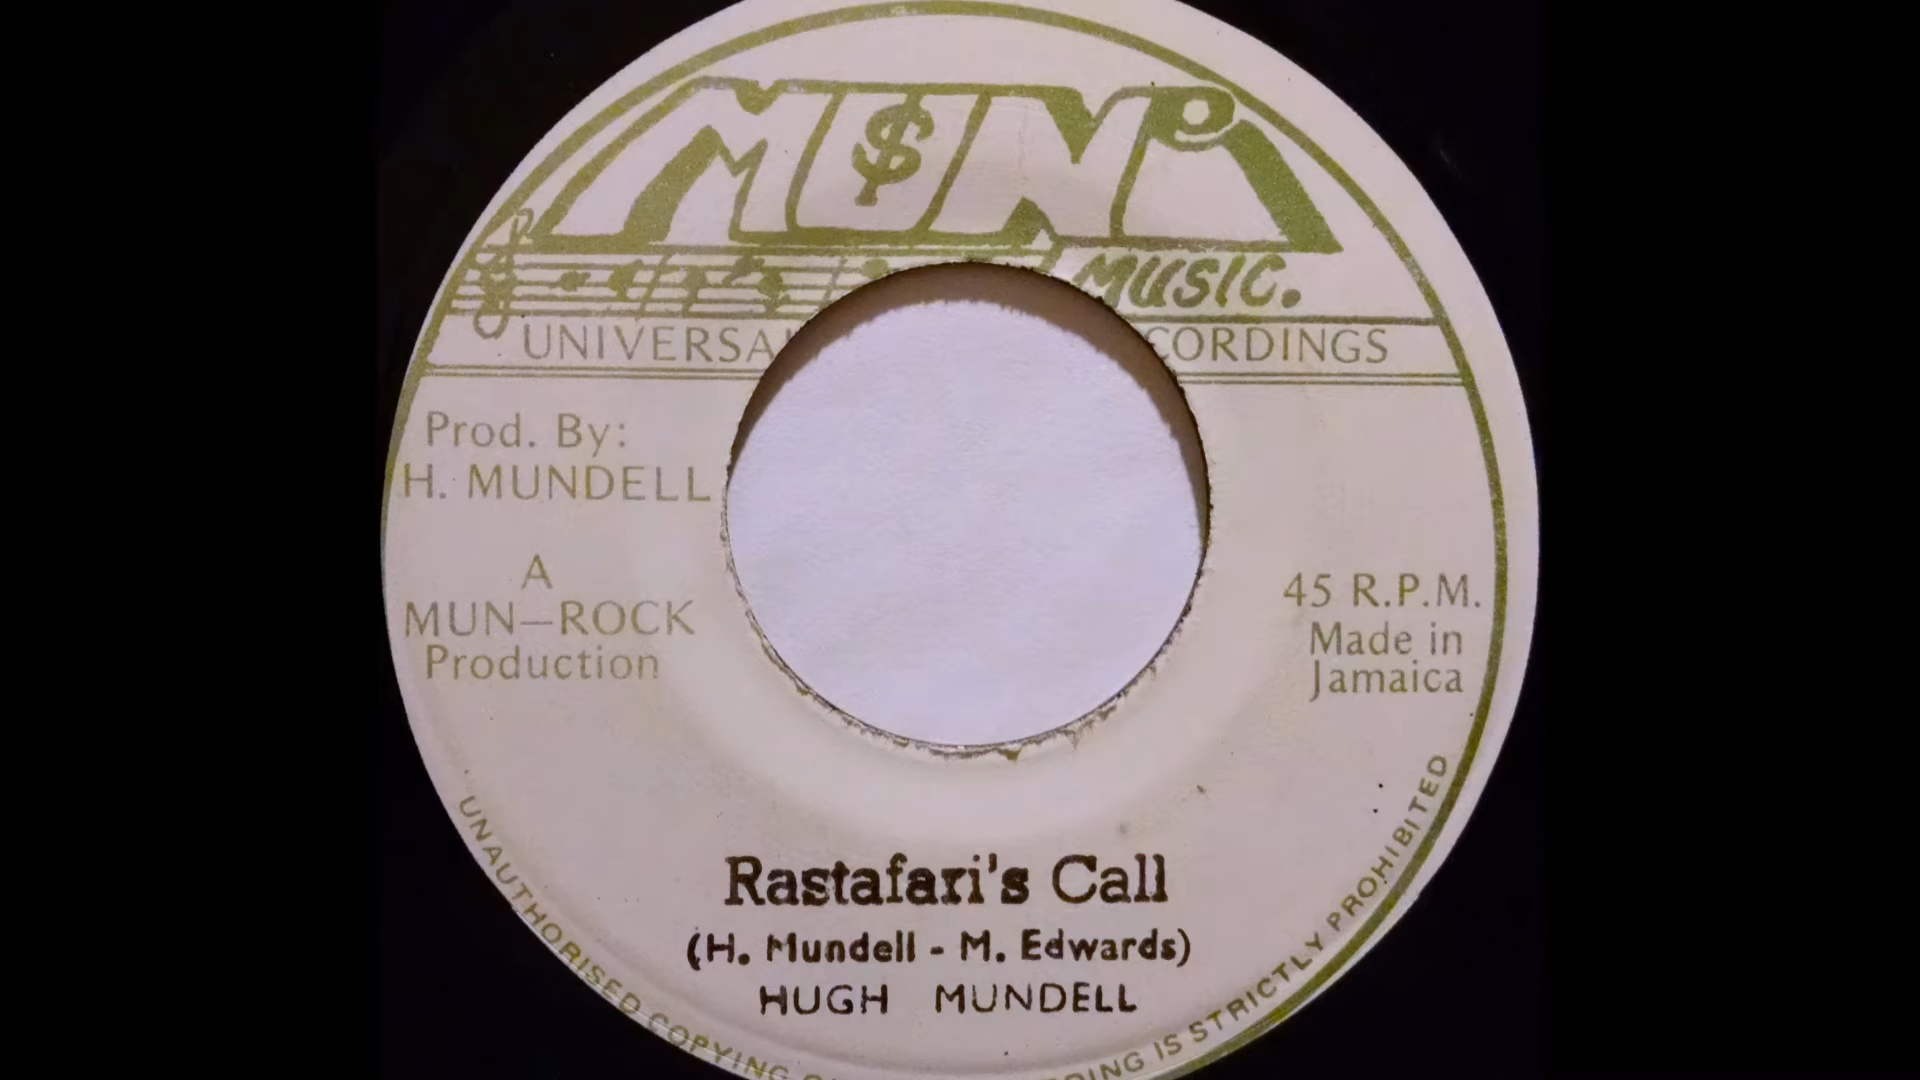 MUN$
MUSIC.
UNIVERSA CORDINGS
Prod. By:
H. MUNDELL
A
MUN—ROCK
Production
45 R.P.M.
Made in
Jamaica
Rastafari's Call
(H. Mundell - M. Edwards)
HUGH MUNDELL
UNAUTHORISED COPYING DING IS STRICTLY PROHIBITED